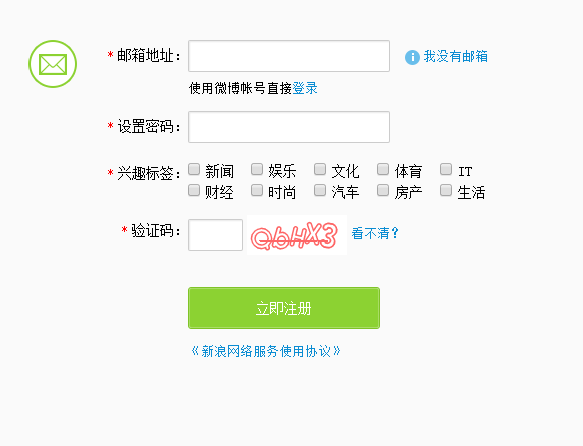 *邮箱地址： 我没有邮箱
使用微博帐号直接登录
*设置密码：
*兴趣标签： 新闻 娱乐 文化 体育 IT
财经 时尚 汽车 房产 生活
*验证码： QbHX3 看不清?
立即注册
《新浪网络服务使用协议》